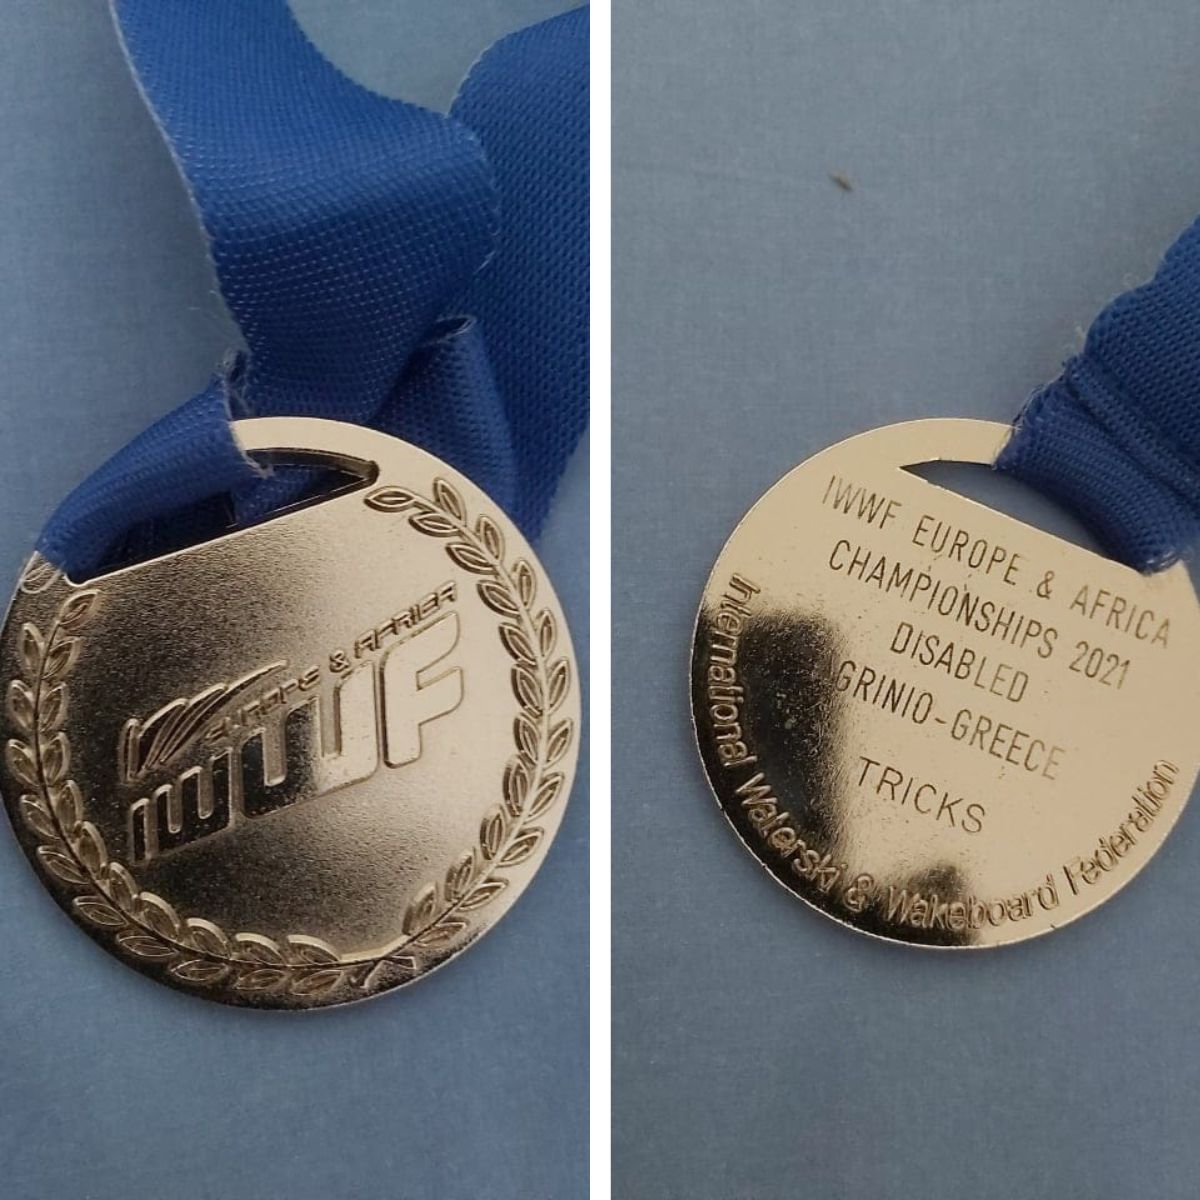 EUROPE & AFRICA
IWWF
IWWF EUROPE & AFRICA
CHAMPIONSHIPS 2021
DISABLED
GRINIO-GREECE
TRICKS
International Waterski & Wakeboard Federation